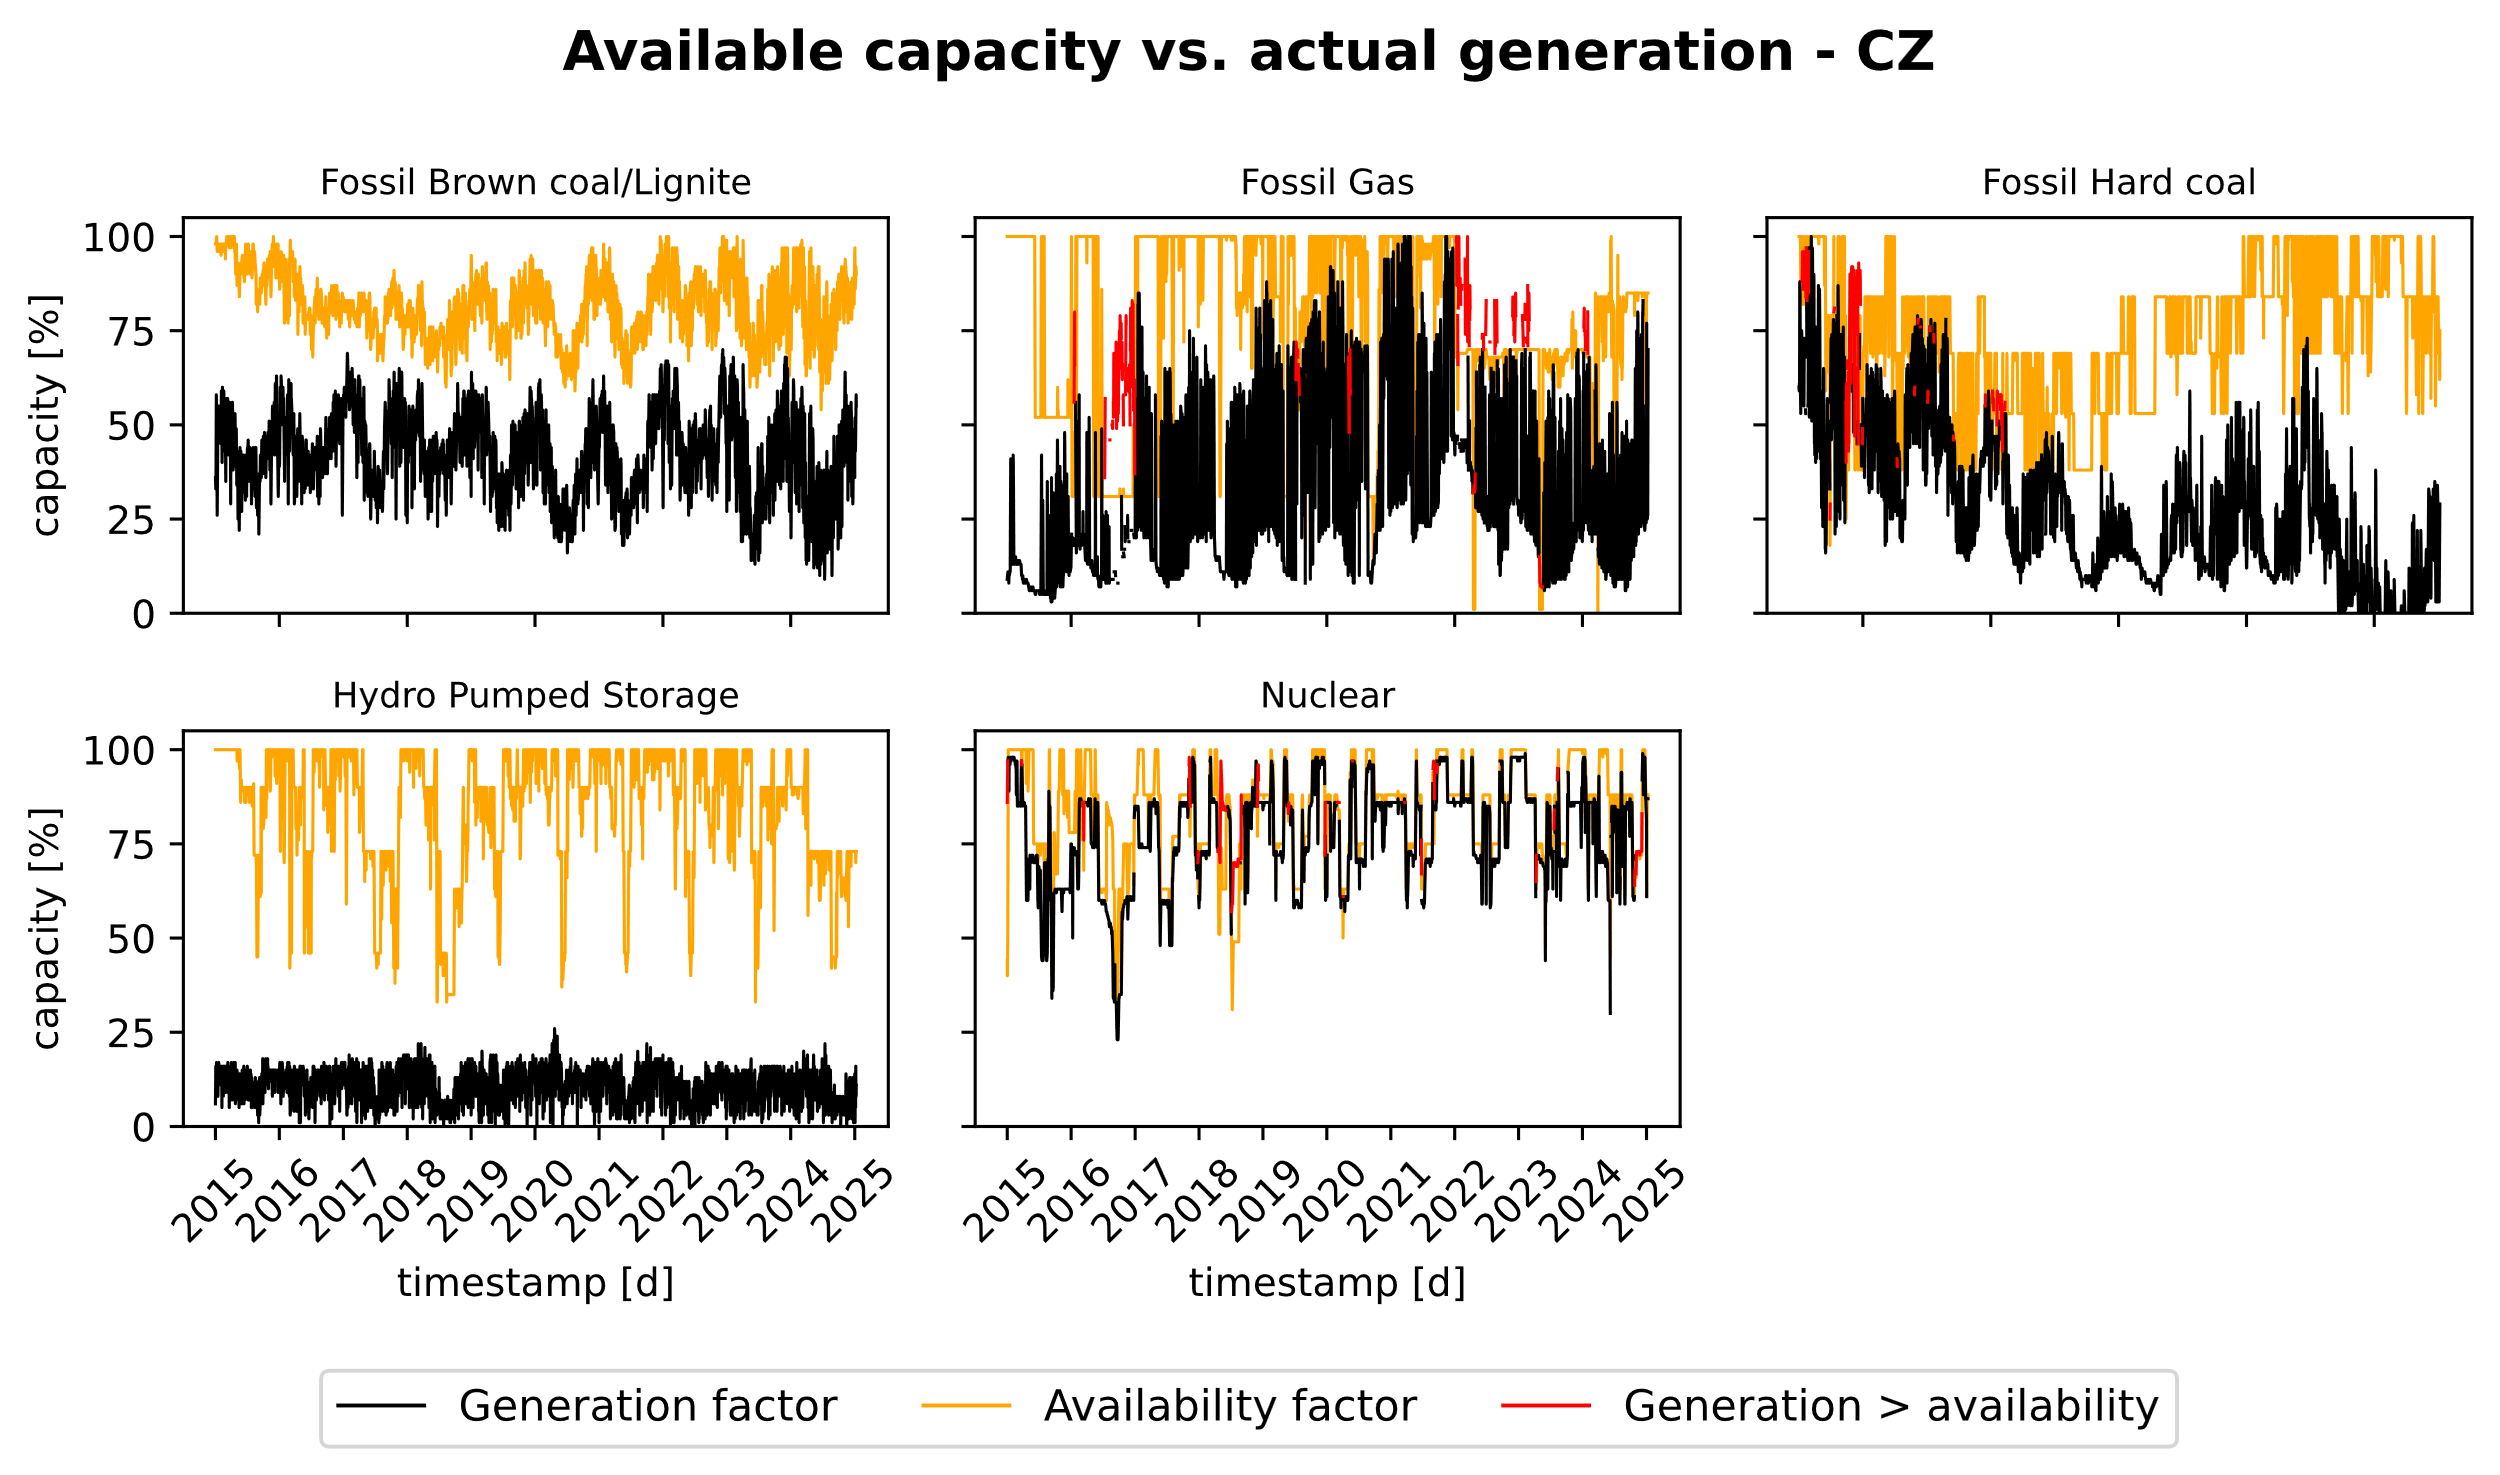 Available capacity vs. actual generation - CZ
Fossil Brown coal/Lignite
Fossil Gas
Fossil Hard coal
capacity [%]
100
75
50
25
0
Hydro Pumped Storage
Nuclear
capacity [%]
100
75
50
25
0
2015 2016 2017 2018 2019 2020 2021 2022 2023 2024 2025
2015 2016 2017 2018 2019 2020 2021 2022 2023 2024 2025
timestamp [d]
timestamp [d]
Generation factor
Availability factor
Generation > availability